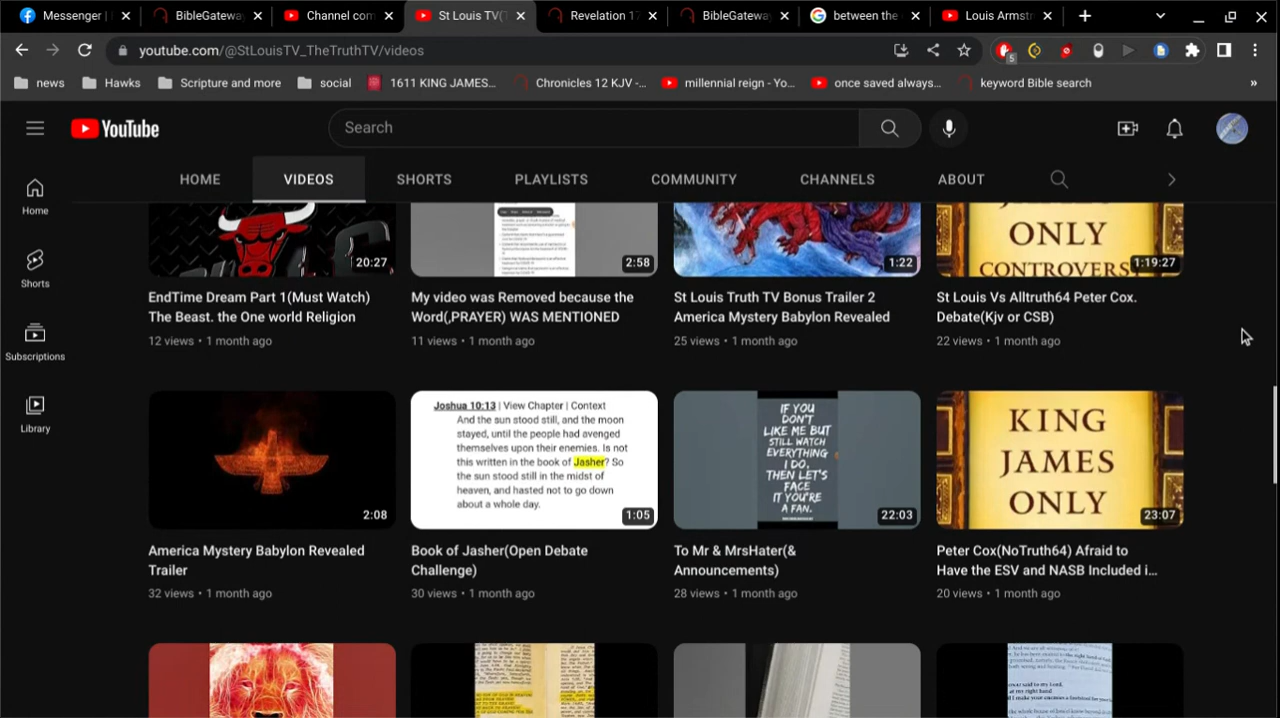 Messenger |
BibleGateway
Channel con
St Louis TV(T
Revelation 17
BibleGateway
between the
Louis Armstr
youtube.com/@StLouisTV_TheTruthTV/videos
5
news
Hawks
Scripture and more
social
1611 KING JAMES...
Chronicles 12 KJV -...
millennial reign - Yo...
once saved always...
keyword Bible search
»
YouTube
Search
HOME
VIDEOS
SHORTS
PLAYLISTS
COMMUNITY
CHANNELS
ABOUT
Home
Shorts
Subscriptions
Library
20:27
EndTime Dream Part 1(Must Watch)
The Beast. the One world Religion
12 views • 1 month ago
2:58
My video was Removed because the
Word(,PRAYER) WAS MENTIONED
11 views • 1 month ago
1:22
St Louis Truth TV Bonus Trailer 2
America Mystery Babylon Revealed
25 views • 1 month ago
ONLY
CONTROVERS
1:19:27
St Louis Vs Alltruth64 Peter Cox.
Debate(Kjv or CSB)
22 views • 1 month ago
2:08
America Mystery Babylon Revealed
Trailer
32 views • 1 month ago
Joshua 10:13 | View Chapter | Context
And the sun stood still, and the moon
stayed, until the people had avenged
themselves upon their enemies. Is not
this written in the book of Jasher? So
the sun stood still in the midst of
heaven, and hasted not to go down
about a whole day.
1:05
Book of Jasher(Open Debate
Challenge)
30 views • 1 month ago
IF YOU
DON'T
LIKE ME BUT
STILL WATCH
EVERYTHING
I DO.
THEN LET'S
FACE
IT YOU'RE
A FAN.
22:03
To Mr & MrsHater(&
Announcements)
28 views • 1 month ago
KING
JAMES
ONLY
23:07
Peter Cox(NoTruth64) Afraid to
Have the ESV and NASB Included i...
20 views • 1 month ago